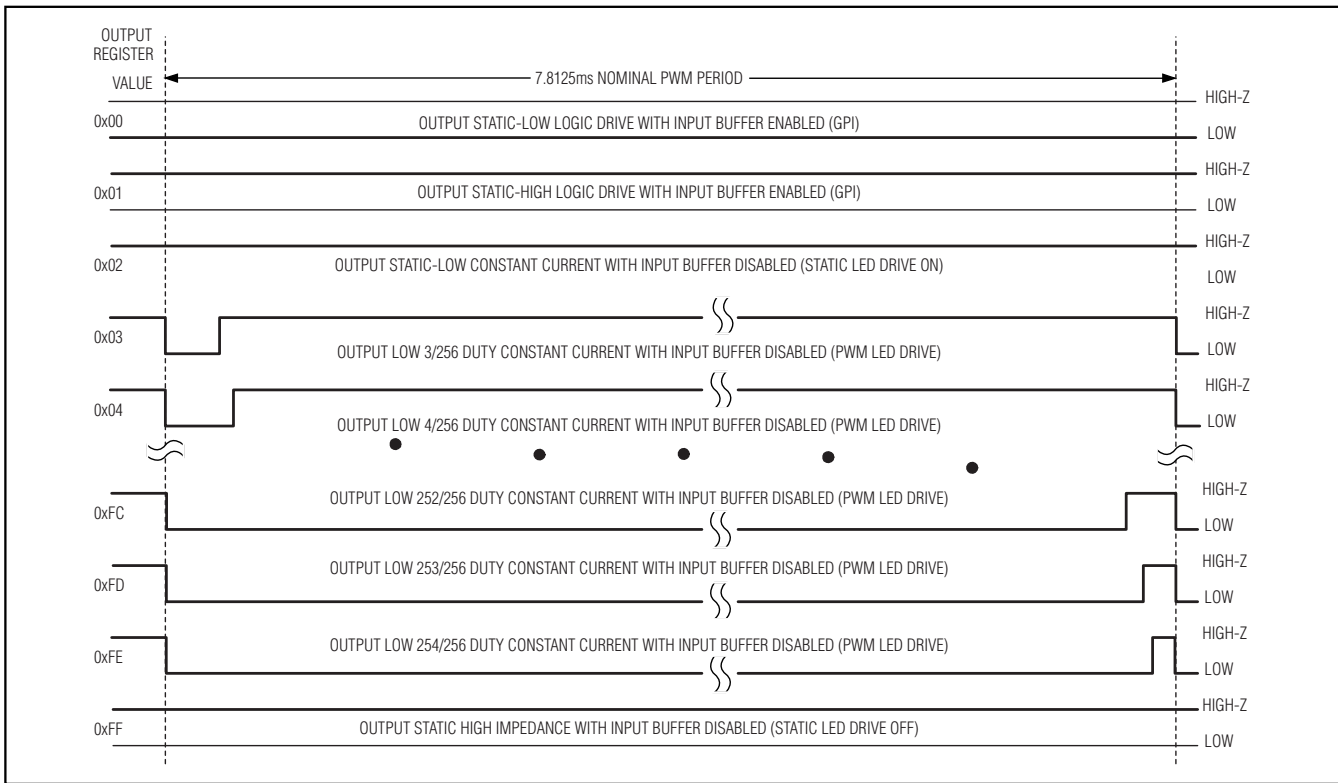 OUTPUT
REGISTER
VALUE
7.8125ms NOMINAL PWM PERIOD
HIGH-Z
0x00
OUTPUT STATIC-LOW LOGIC DRIVE WITH INPUT BUFFER ENABLED (GPI)
LOW
HIGH-Z
0x01
OUTPUT STATIC-HIGH LOGIC DRIVE WITH INPUT BUFFER ENABLED (GPI)
LOW
HIGH-Z
0x02
OUTPUT STATIC-LOW CONSTANT CURRENT WITH INPUT BUFFER DISABLED (STATIC LED DRIVE ON)
LOW
HIGH-Z
0x03
OUTPUT LOW 3/256 DUTY CONSTANT CURRENT WITH INPUT BUFFER DISABLED (PWM LED DRIVE)
LOW
HIGH-Z
0x04
OUTPUT LOW 4/256 DUTY CONSTANT CURRENT WITH INPUT BUFFER DISABLED (PWM LED DRIVE)
LOW
HIGH-Z
0xFC
OUTPUT LOW 252/256 DUTY CONSTANT CURRENT WITH INPUT BUFFER DISABLED (PWM LED DRIVE)
LOW
HIGH-Z
0xFD
OUTPUT LOW 253/256 DUTY CONSTANT CURRENT WITH INPUT BUFFER DISABLED (PWM LED DRIVE)
LOW
HIGH-Z
0xFE
OUTPUT LOW 254/256 DUTY CONSTANT CURRENT WITH INPUT BUFFER DISABLED (PWM LED DRIVE)
LOW
HIGH-Z
0xFF
OUTPUT STATIC HIGH IMPEDANCE WITH INPUT BUFFER DISABLED (STATIC LED DRIVE OFF)
LOW